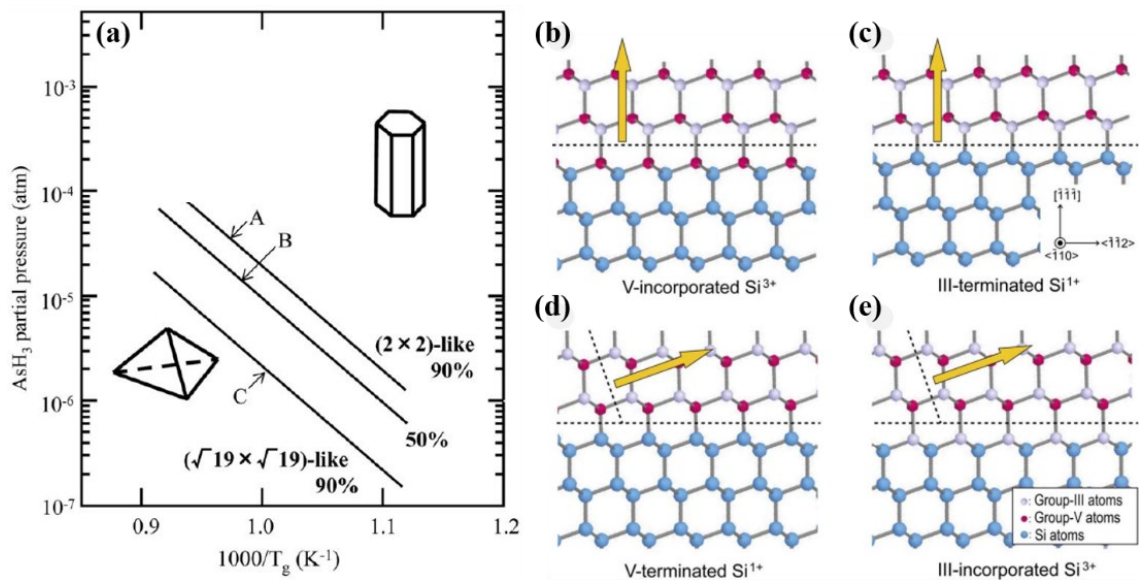 (a)
AsH₃ partial pressure (atm)
10⁻³
10⁻⁴
10⁻⁵
10⁻⁶
10⁻⁷
A
B
C
(2 × 2)-like
90%
50%
(√19 × √19)-like
90%
0.9 1.0 1.1 1.2
1000/Tg (K⁻¹)
(b)
V-incorporated Si³⁺
(c)
[1̄1̄1̄]
<1̄10> <1̄1̄2>
III-terminated Si¹⁺
(d)
V-terminated Si¹⁺
(e)
: Group-III atoms
: Group-V atoms
: Si atoms
III-incorporated Si³⁺